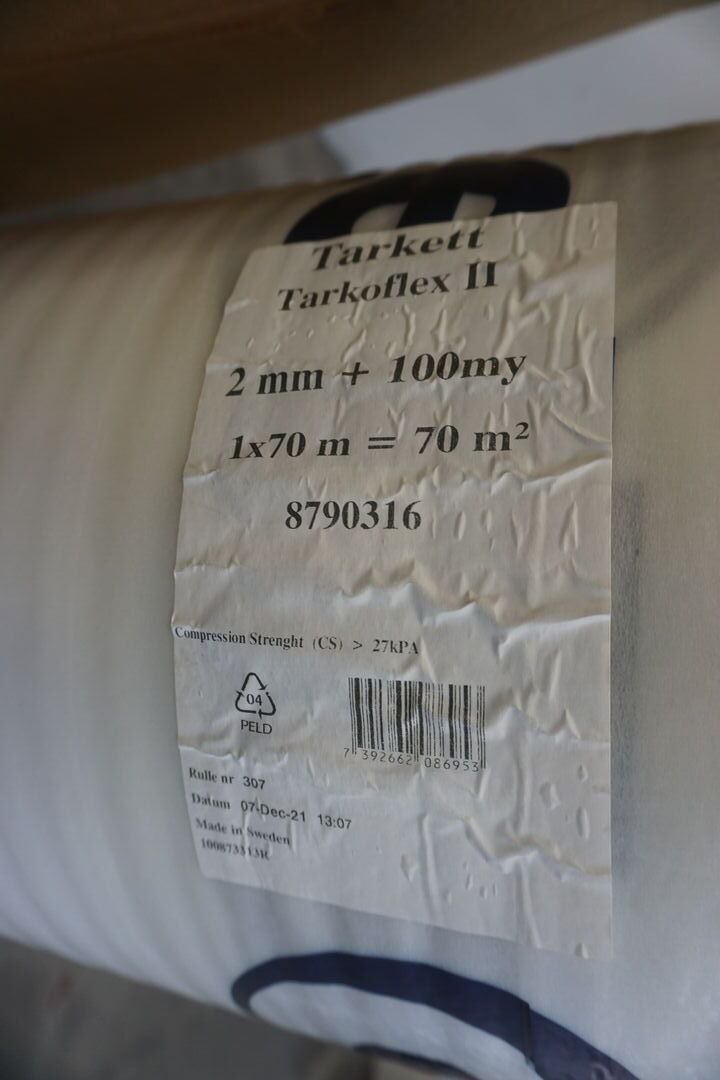 Tarkett
Tarkoflex II
2 mm + 100my
1x70 m = 70 m²
8790316
Compression Strenght (CS) > 27kPA
04
PELD
7 392662 086953
Rulle nr 307
Datum 07-Dec-21 13:07
Made in Sweden
100873313R